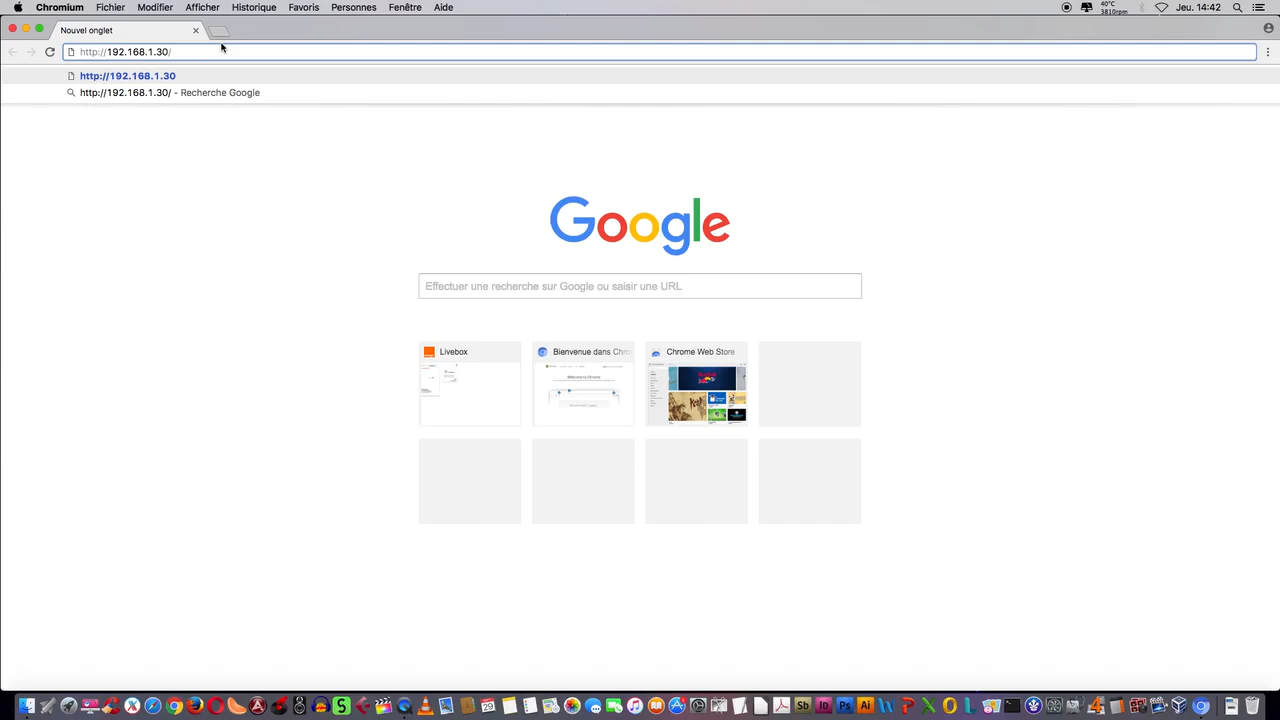 Chromium Fichier Modifier Afficher Historique Favoris Personnes Fenêtre Aide 40°C 3810rpm Jeu. 14:42
Nouvel onglet
http://192.168.1.30/
http://192.168.1.30
http://192.168.1.30/ - Recherche Google
Google
Effectuer une recherche sur Google ou saisir une URL
Livebox Bienvenue dans Chro Chrome Web Store